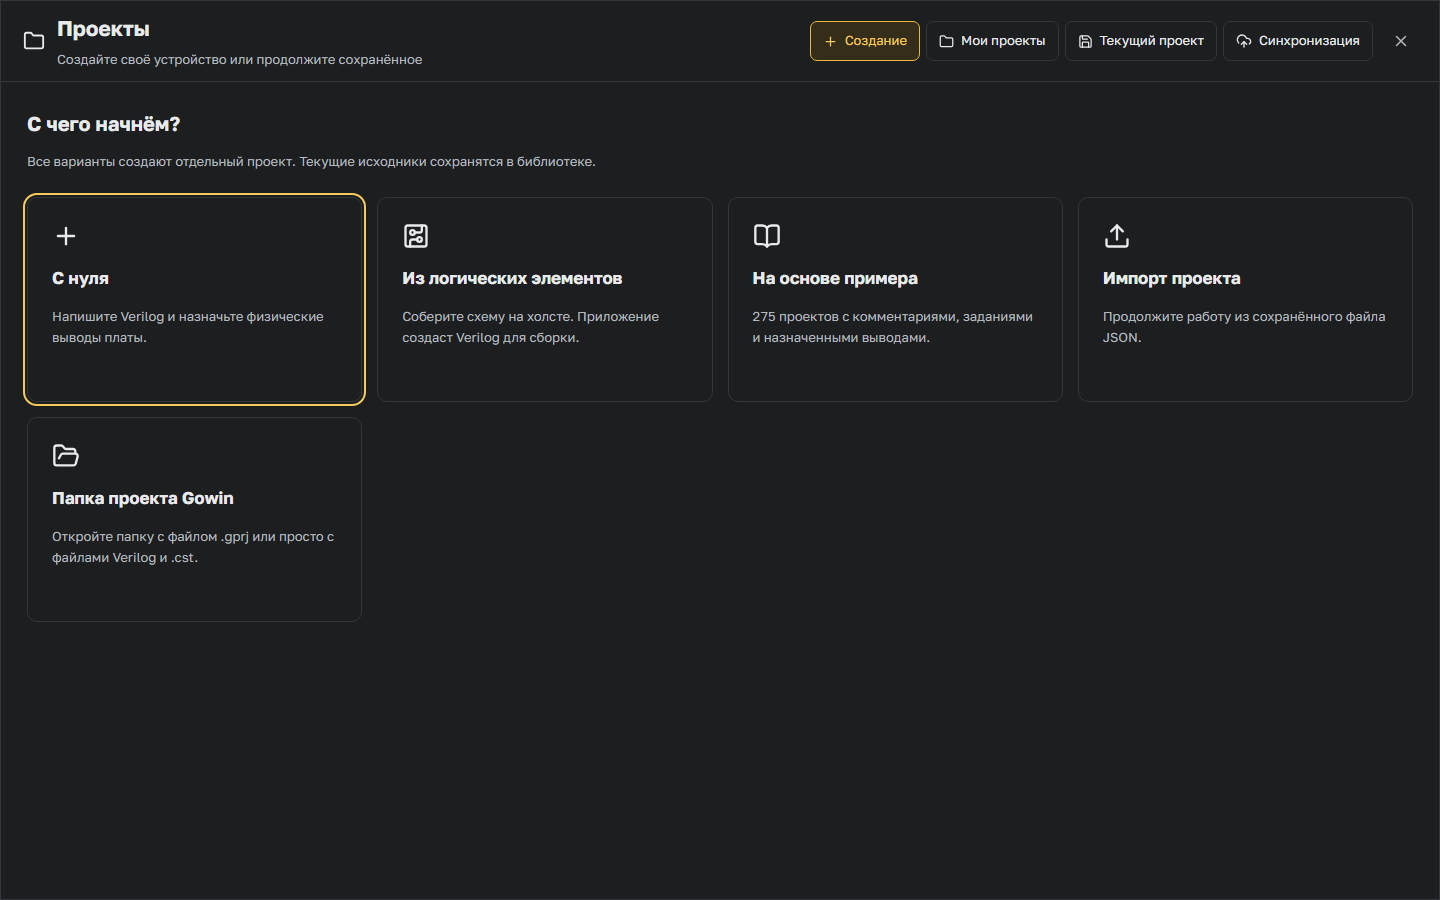 Проекты
Создайте своё устройство или продолжите сохранённое
Создание
Мои проекты
Текущий проект
Синхронизация
С чего начнём?
Все варианты создают отдельный проект. Текущие исходники сохранятся в библиотеке.
С нуля
Напишите Verilog и назначьте физические
выводы платы.
Из логических элементов
Соберите схему на холсте. Приложение
создаст Verilog для сборки.
На основе примера
275 проектов с комментариями, заданиями
и назначенными выводами.
Импорт проекта
Продолжите работу из сохранённого файла
JSON.
Папка проекта Gowin
Откройте папку с файлом .gprj или просто с
файлами Verilog и .cst.